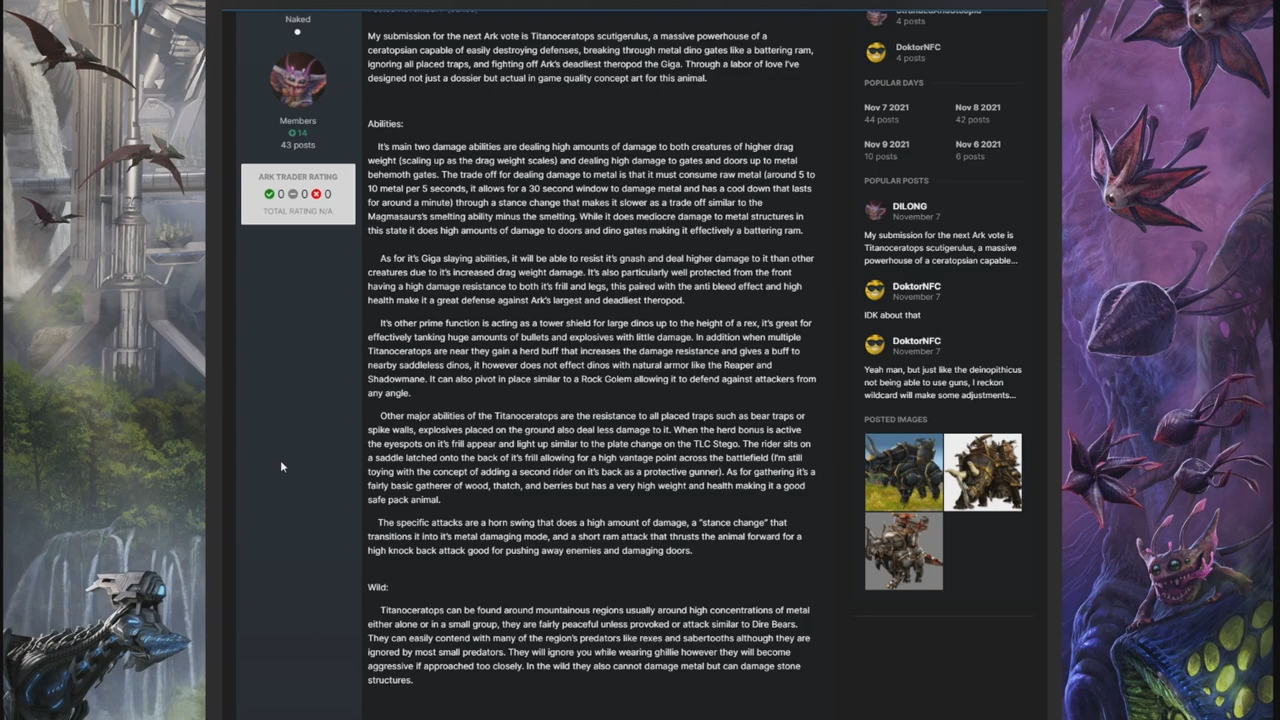 Naked
Members
14
43 posts
ARK TRADER RATING
0 0 0
TOTAL RATING N/A
My submission for the next Ark vote is Titanoceratops scutigerulus, a massive powerhouse of a
ceratopsian capable of easily destroying defenses, breaking through metal dino gates like a battering ram,
ignoring all placed traps, and fighting off Ark's deadliest theropod the Giga. Through a labor of love I've
designed not just a dossier but actual in game quality concept art for this animal.
Abilities:
It's main two damage abilities are dealing high amounts of damage to both creatures of higher drag
weight (scaling up as the drag weight scales) and dealing high damage to gates and doors up to metal
behemoth gates. The trade off for dealing damage to metal is that it must consume raw metal (around 5 to
10 metal per 5 seconds, it allows for a 30 second window to damage metal and has a cool down that lasts
for around a minute) through a stance change that makes it slower as a trade off similar to the
Magmasaurs's smelting ability minus the smelting. While it does mediocre damage to metal structures in
this state it does high amounts of damage to doors and dino gates making it effectively a battering ram.
As for it's Giga slaying abilities, it will be able to resist it's gnash and deal higher damage to it than other
creatures due to it's increased drag weight damage. It's also particularly well protected from the front
having a high damage resistance to both it's frill and legs, this paired with the anti bleed effect and high
health make it a great defense against Ark's largest and deadliest theropod.
It's other prime function is acting as a tower shield for large dinos up to the height of a rex, it's great for
effectively tanking huge amounts of bullets and explosives with little damage. In addition when multiple
Titanoceratops are near they gain a herd buff that increases the damage resistance and gives a buff to
nearby saddleless dinos, it however does not effect dinos with natural armor like the Reaper and
Shadowmane. It can also pivot in place similar to a Rock Golem allowing it to defend against attackers from
any angle.
Other major abilities of the Titanoceratops are the resistance to all placed traps such as bear traps or
spike walls, explosives placed on the ground also deal less damage to it. When the herd bonus is active
the eyespots on it's frill appear and light up similar to the plate change on the TLC Stego. The rider sits on
a saddle latched onto the back of it's frill allowing for a high vantage point across the battlefield (I'm still
toying with the concept of adding a second rider on it's back as a protective gunner). As for gathering it's a
fairly basic gatherer of wood, thatch, and berries but has a very high weight and health making it a good
safe pack animal.
The specific attacks are a horn swing that does a high amount of damage, a "stance change" that
transitions it into it's metal damaging mode, and a short ram attack that thrusts the animal forward for a
high knock back attack good for pushing away enemies and damaging doors.
Wild:
Titanoceratops can be found around mountainous regions usually around high concentrations of metal
either alone or in a small group, they are fairly peaceful unless provoked or attack similar to Dire Bears.
They can easily contend with many of the region's predators like rexes and sabertooths although they are
ignored by most small predators. They will ignore you while wearing ghillie however they will become
aggressive if approached too closely. In the wild they also cannot damage metal but can damage stone
structures.
4 posts
DoktorNFC
4 posts
POPULAR DAYS
Nov 7 2021 Nov 8 2021
44 posts 42 posts
Nov 9 2021 Nov 6 2021
10 posts 6 posts
POPULAR POSTS
DILONG
November 7
My submission for the next Ark vote is
Titanoceratops scutigerulus, a massive
powerhouse of a ceratopsian capable...
DoktorNFC
November 7
IDK about that
DoktorNFC
November 7
Yeah man, but just like the deinopithicus
not being able to use guns, I reckon
wildcard will make some adjustments...
POSTED IMAGES